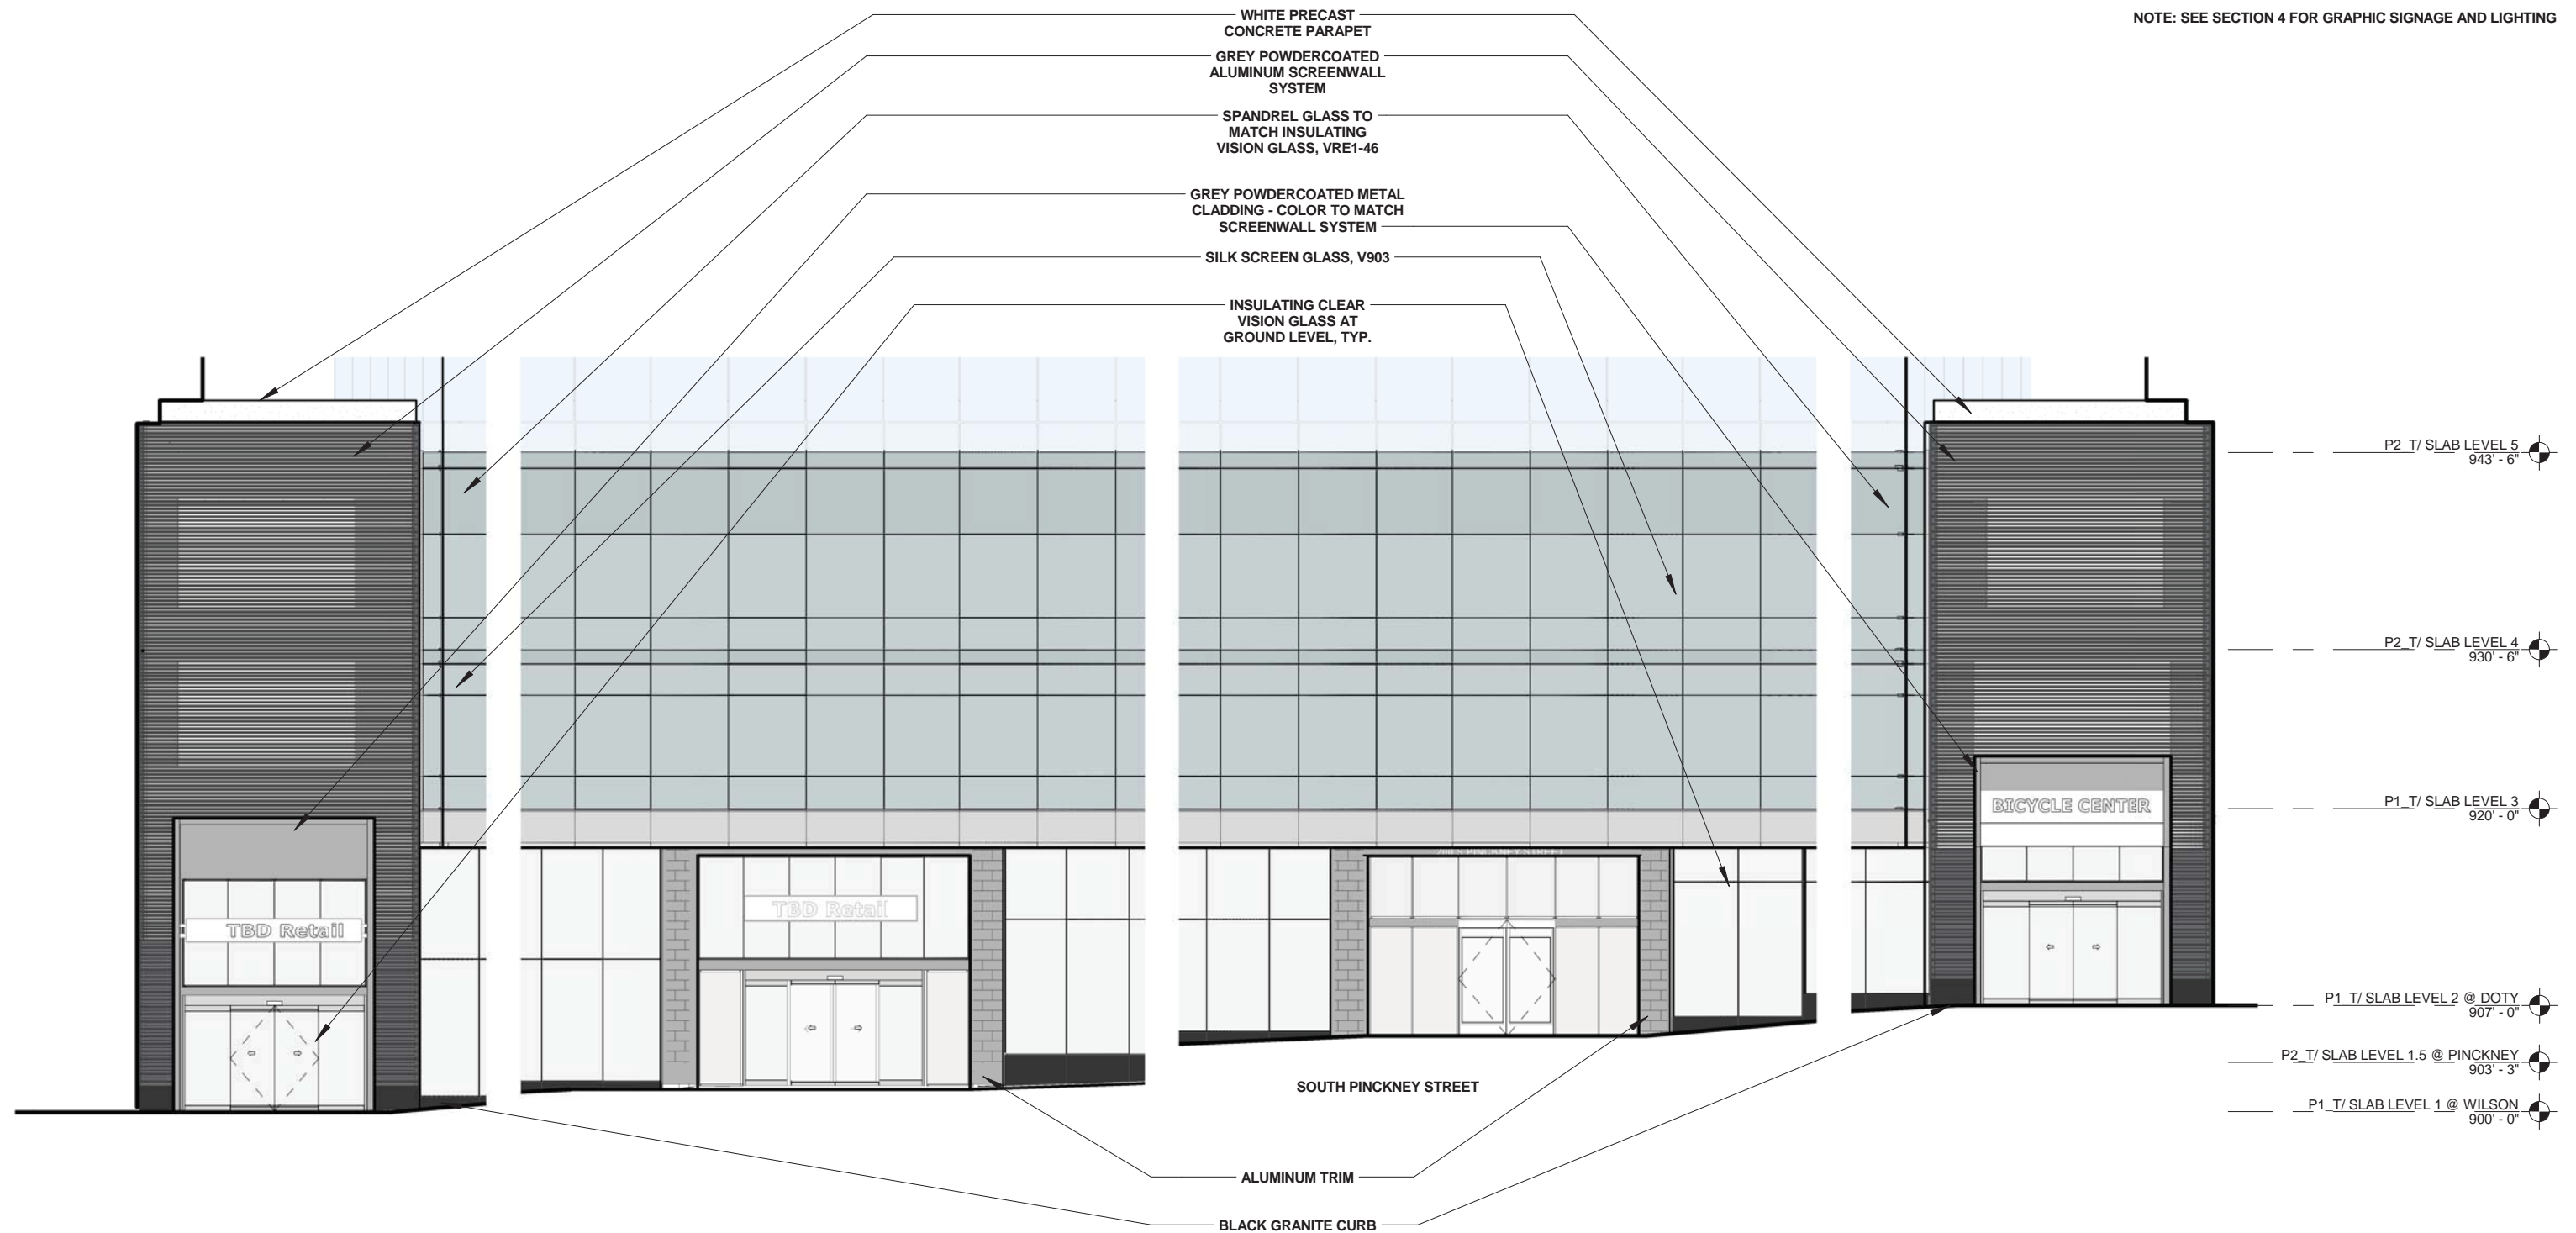 WHITE PRECAST
CONCRETE PARAPET
NOTE: SEE SECTION 4 FOR GRAPHIC SIGNAGE AND LIGHTING
GREY POWDERCOATED
ALUMINUM SCREENWALL
SYSTEM
SPANDREL GLASS TO
MATCH INSULATING
VISION GLASS, VRE1-46
GREY POWDERCOATED METAL
CLADDING - COLOR TO MATCH
SCREENWALL SYSTEM
SILK SCREEN GLASS, V903
INSULATING CLEAR
VISION GLASS AT
GROUND LEVEL, TYP.
P2_T/ SLAB LEVEL 5
943' - 6"
P2_T/ SLAB LEVEL 4
930' - 6"
P1_T/ SLAB LEVEL 3
920' - 0"
BICYCLE CENTER
200 S PINCKNEY STREET
TBD Retail
TBD Retail
P1_T/ SLAB LEVEL 2 @ DOTY
907' - 0"
P2_T/ SLAB LEVEL 1.5 @ PINCKNEY
903' - 3"
SOUTH PINCKNEY STREET
P1_T/ SLAB LEVEL 1 @ WILSON
900' - 0"
ALUMINUM TRIM
BLACK GRANITE CURB